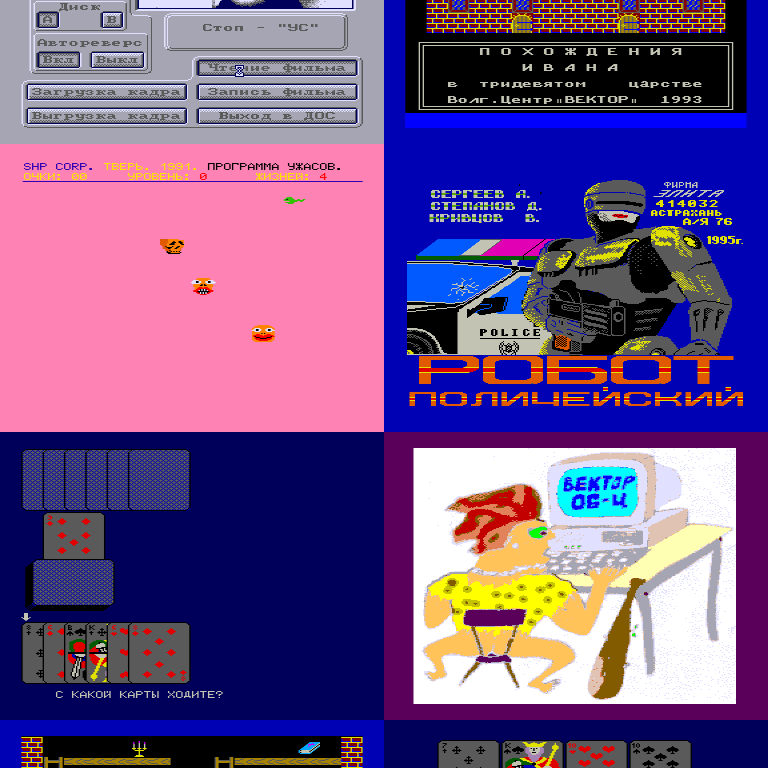 Диск
А В
Автореверс
Вкл Выкл
Стоп - "УС"
Чтение фильма
Загрузка кадра
Запись фильма
Выгрузка кадра
Выход в ДОС
ПОХОЖДЕНИЯ
ИВАНА
в тридевятом царстве
Волг.Центр "ВЕКТОР" 1993
SHP CORP. ТВЕРЬ. 1991. ПРОГРАММА УЖАСОВ.
ОЧКИ: 00 УРОВЕНЬ: 0 ЖИЗНЕЙ: 4
СЕРГЕЕВ А.
СТЕПАНОВ Д.
КРИВЦОВ В.
ФИРМА
ЭЛИТА
414032
АСТРАХАНЬ
А/Я 76
1995г.
POLICE
РОБОТ
ПОЛИЦЕЙСКИЙ
С КАКОЙ КАРТЫ ХОДИТЕ?
ВЕКТОР
ОБ-Ц